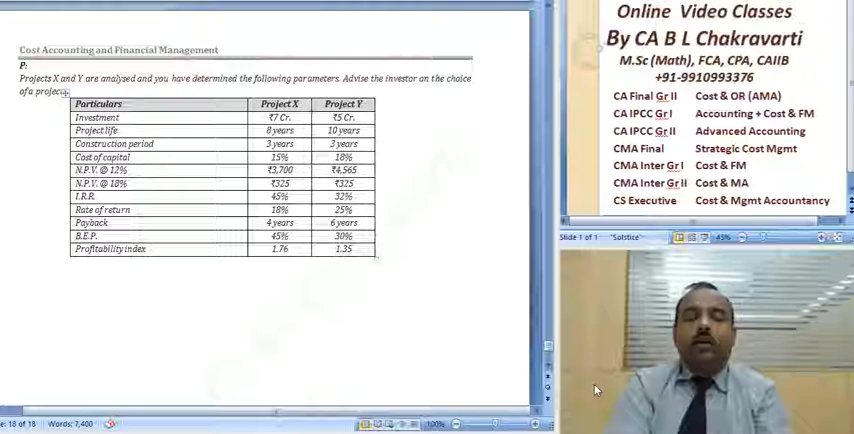 Cost Accounting and Financial Management
P:
Projects X and Y are analysed and you have determined the following parameters. Advise the investor on the choice
of a project
Particulars Project X Project Y
Investment ₹7 Cr. ₹5 Cr.
Project life 8 years 10 years
Construction period 3 years 3 years
Cost of capital 15% 18%
N.P.V. @ 12% ₹3,700 ₹4,565
N.P.V. @ 18% ₹325 ₹325
I.R.R. 45% 32%
Rate of return 18% 25%
Payback 4 years 6 years
B.E.P. 45% 30%
Profitability index 1.76 1.35
: 18 of 18 Words: 7,400 100%
Online Video Classes
By CA B L Chakravarti
M.Sc (Math), FCA, CPA, CAIIB
+91-9910993376
CA Final Gr II Cost & OR (AMA)
CA IPCC Gr I Accounting + Cost & FM
CA IPCC Gr II Advanced Accounting
CMA Final Strategic Cost Mgmt
CMA Inter Gr I Cost & FM
CMA Inter Gr II Cost & MA
CS Executive Cost & Mgmt Accountancy
Slide 1 of 1 "Solstice" 45%